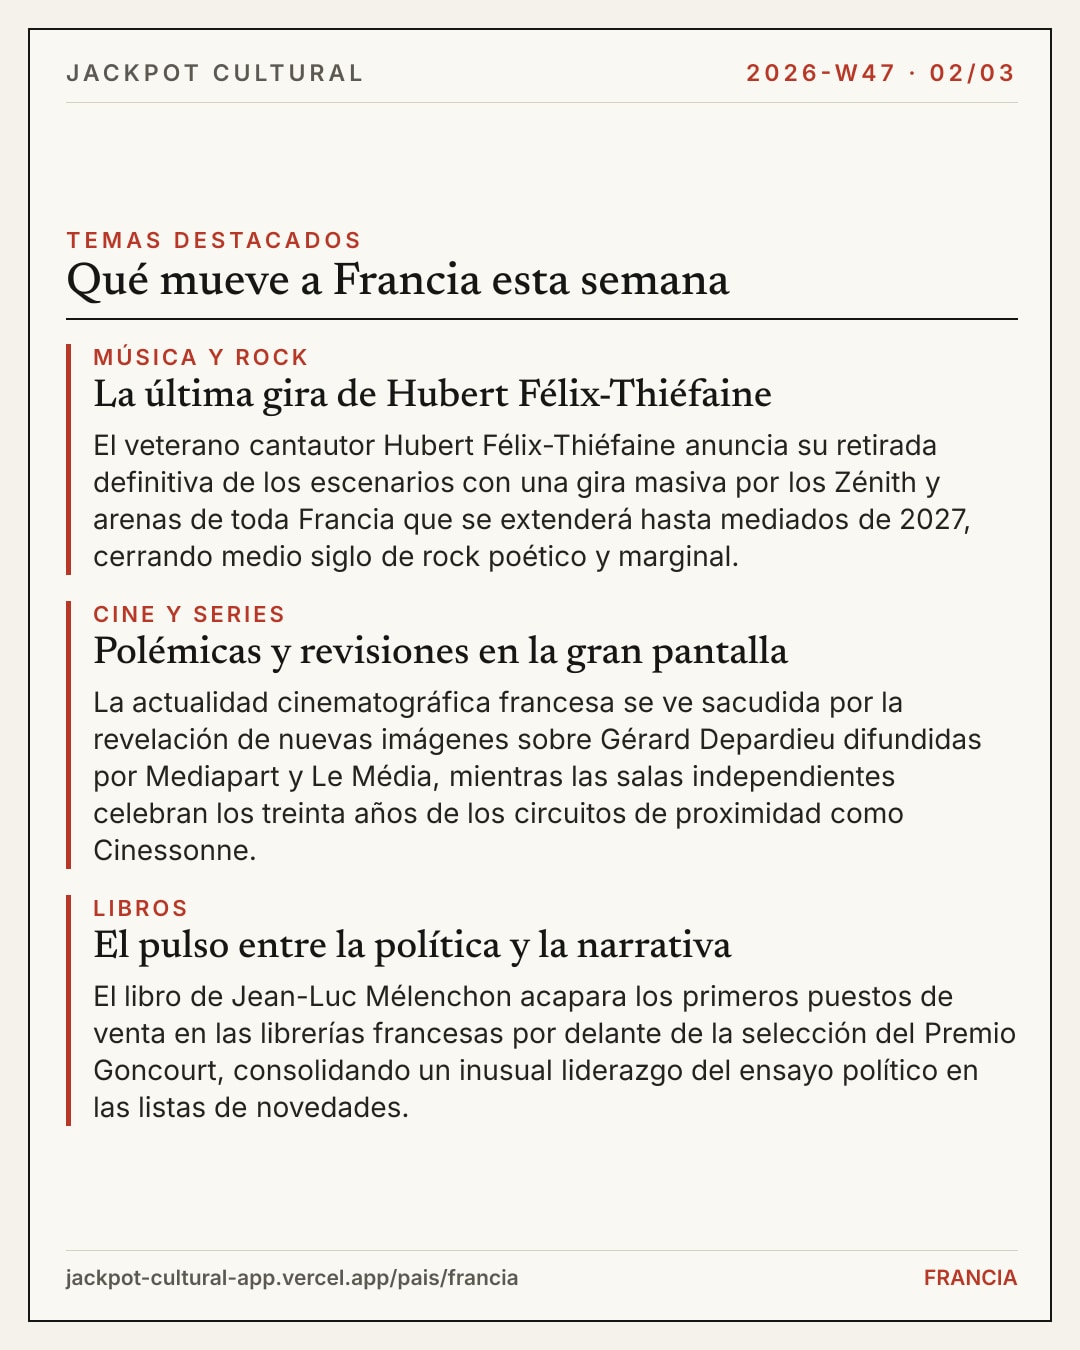 JACKPOT CULTURAL
2026-W47 · 02/03
TEMAS DESTACADOS
Qué mueve a Francia esta semana
MÚSICA Y ROCK
La última gira de Hubert Félix-Thiéfaine
El veterano cantautor Hubert Félix-Thiéfaine anuncia su retirada
definitiva de los escenarios con una gira masiva por los Zénith y
arenas de toda Francia que se extenderá hasta mediados de 2027,
cerrando medio siglo de rock poético y marginal.
CINE Y SERIES
Polémicas y revisiones en la gran pantalla
La actualidad cinematográfica francesa se ve sacudida por la
revelación de nuevas imágenes sobre Gérard Depardieu difundidas
por Mediapart y Le Média, mientras las salas independientes
celebran los treinta años de los circuitos de proximidad como
Cinessonne.
LIBROS
El pulso entre la política y la narrativa
El libro de Jean-Luc Mélenchon acapara los primeros puestos de
venta en las librerías francesas por delante de la selección del Premio
Goncourt, consolidando un inusual liderazgo del ensayo político en
las listas de novedades.
jackpot-cultural-app.vercel.app/pais/francia
FRANCIA